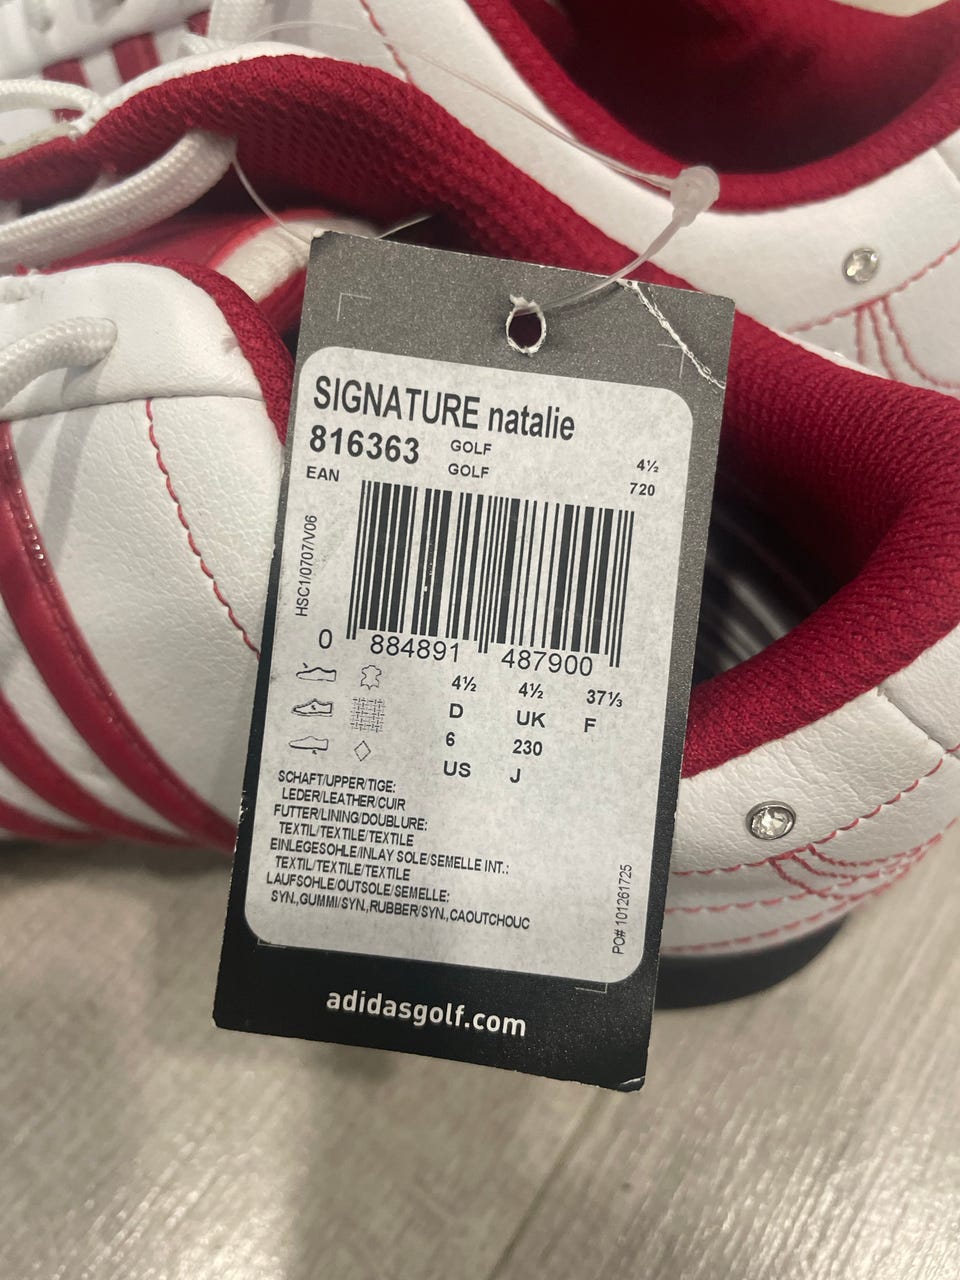 SIGNATURE natalie
816363 GOLF 4½
EAN GOLF 720
HSC1/0707/V06
0 884891 487900
4½ 4½ 37⅓
D UK F
6 230
US J
SCHAFT/UPPER/TIGE:
LEDER/LEATHER/CUIR
FUTTER/LINING/DOUBLURE:
TEXTIL/TEXTILE/TEXTILE
EINLEGESOHLE/INLAY SOLE/SEMELLE INT.:
TEXTIL/TEXTILE/TEXTILE
LAUFSOHLE/OUTSOLE/SEMELLE:
SYN.,GUMMI/SYN.,RUBBER/SYN.,CAOUTCHOUC
PO# 101261725
adidasgolf.com